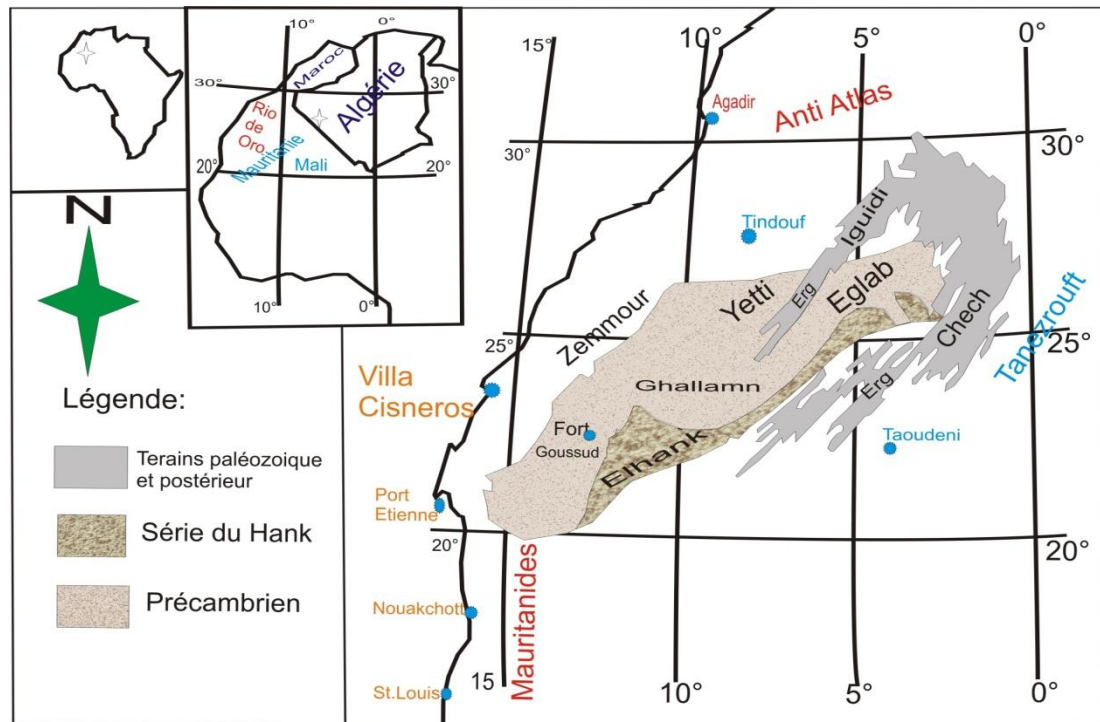 10°
0°
Maroc
30°
30°
Algérie
Rio
de
Oro
Mauritanie
Mali
20°
20°
10°
0°
N
Légende:
Terains paléozoique
et postérieur
Série du Hank
Précambrien
15°
10°
5°
0°
Agadir
Anti Atlas
30°
30°
Tindouf
Iguidi
Erg
Eglab
Yetti
Zemmour
Chech
Tanezrouft
25°
25°
Villa
Cisneros
Ghallamn
Erg
Fort
Goussud
Elhank
Taoudeni
Port
Etienne
20°
20°
Mauritanides
Nouakchott
St.Louis
15
10°
5°
0°